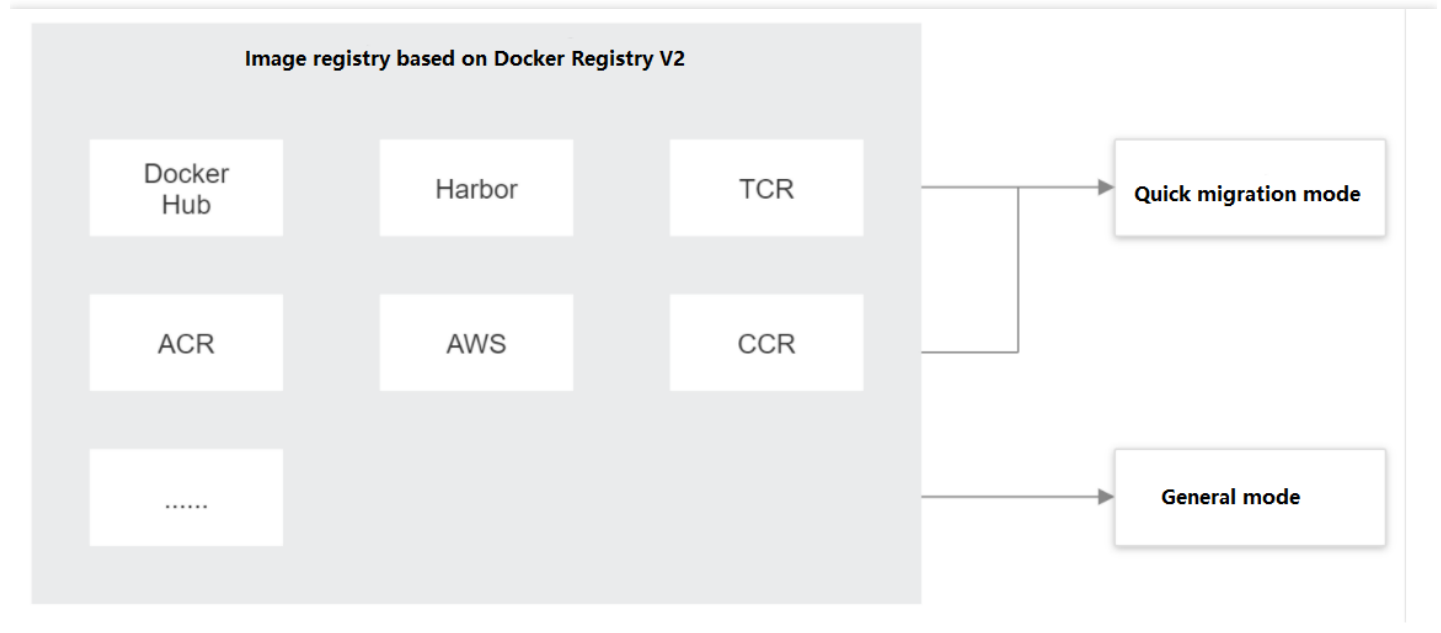 Image registry based on Docker Registry V2
Docker
Hub
Harbor
TCR
Quick migration mode
ACR
AWS
CCR
......
General mode